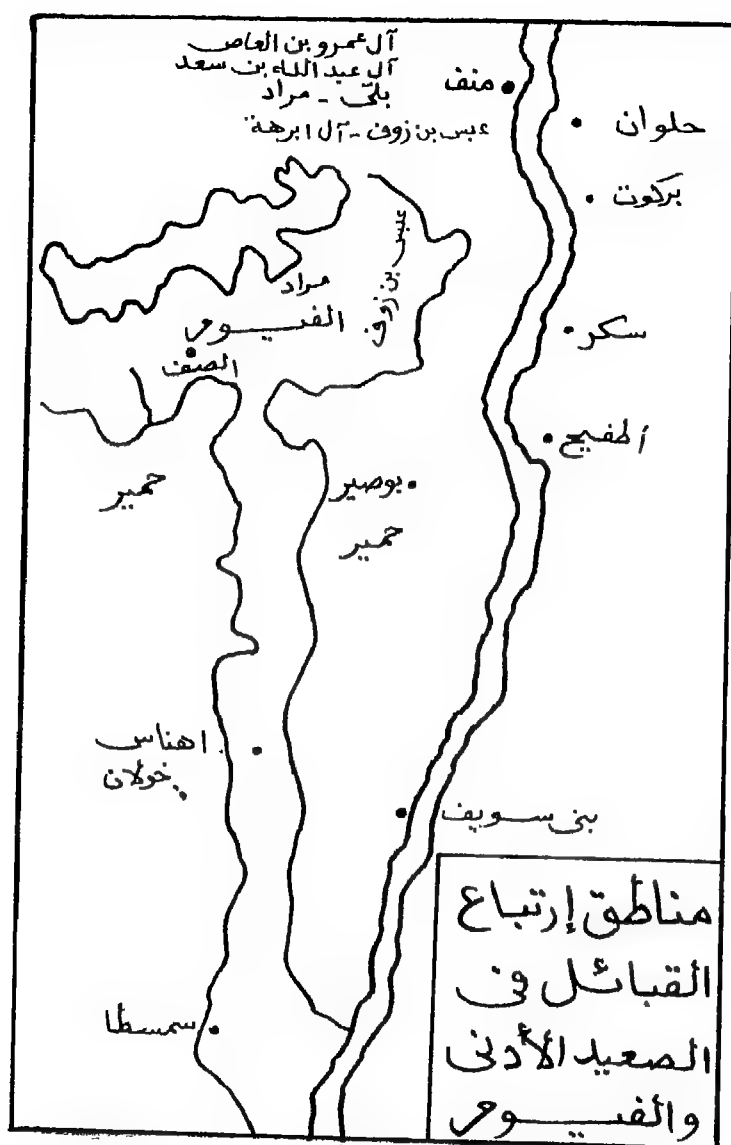 آل عمرو بن العاص
آل عبد الله بن سعد
بلى - مراد
عبس بن زوف - آل ابرهة
منف
حلوان
بركوت
عبس بن زوف
مراد
الفيوم
الصف
سكر
أطفيح
حمير
بوصير
حمير
اهناس
خولان
بنى سويف
سمسطا
مناطق إرتباع
القبائل فى
الصعيد الأدنى
والفيوم